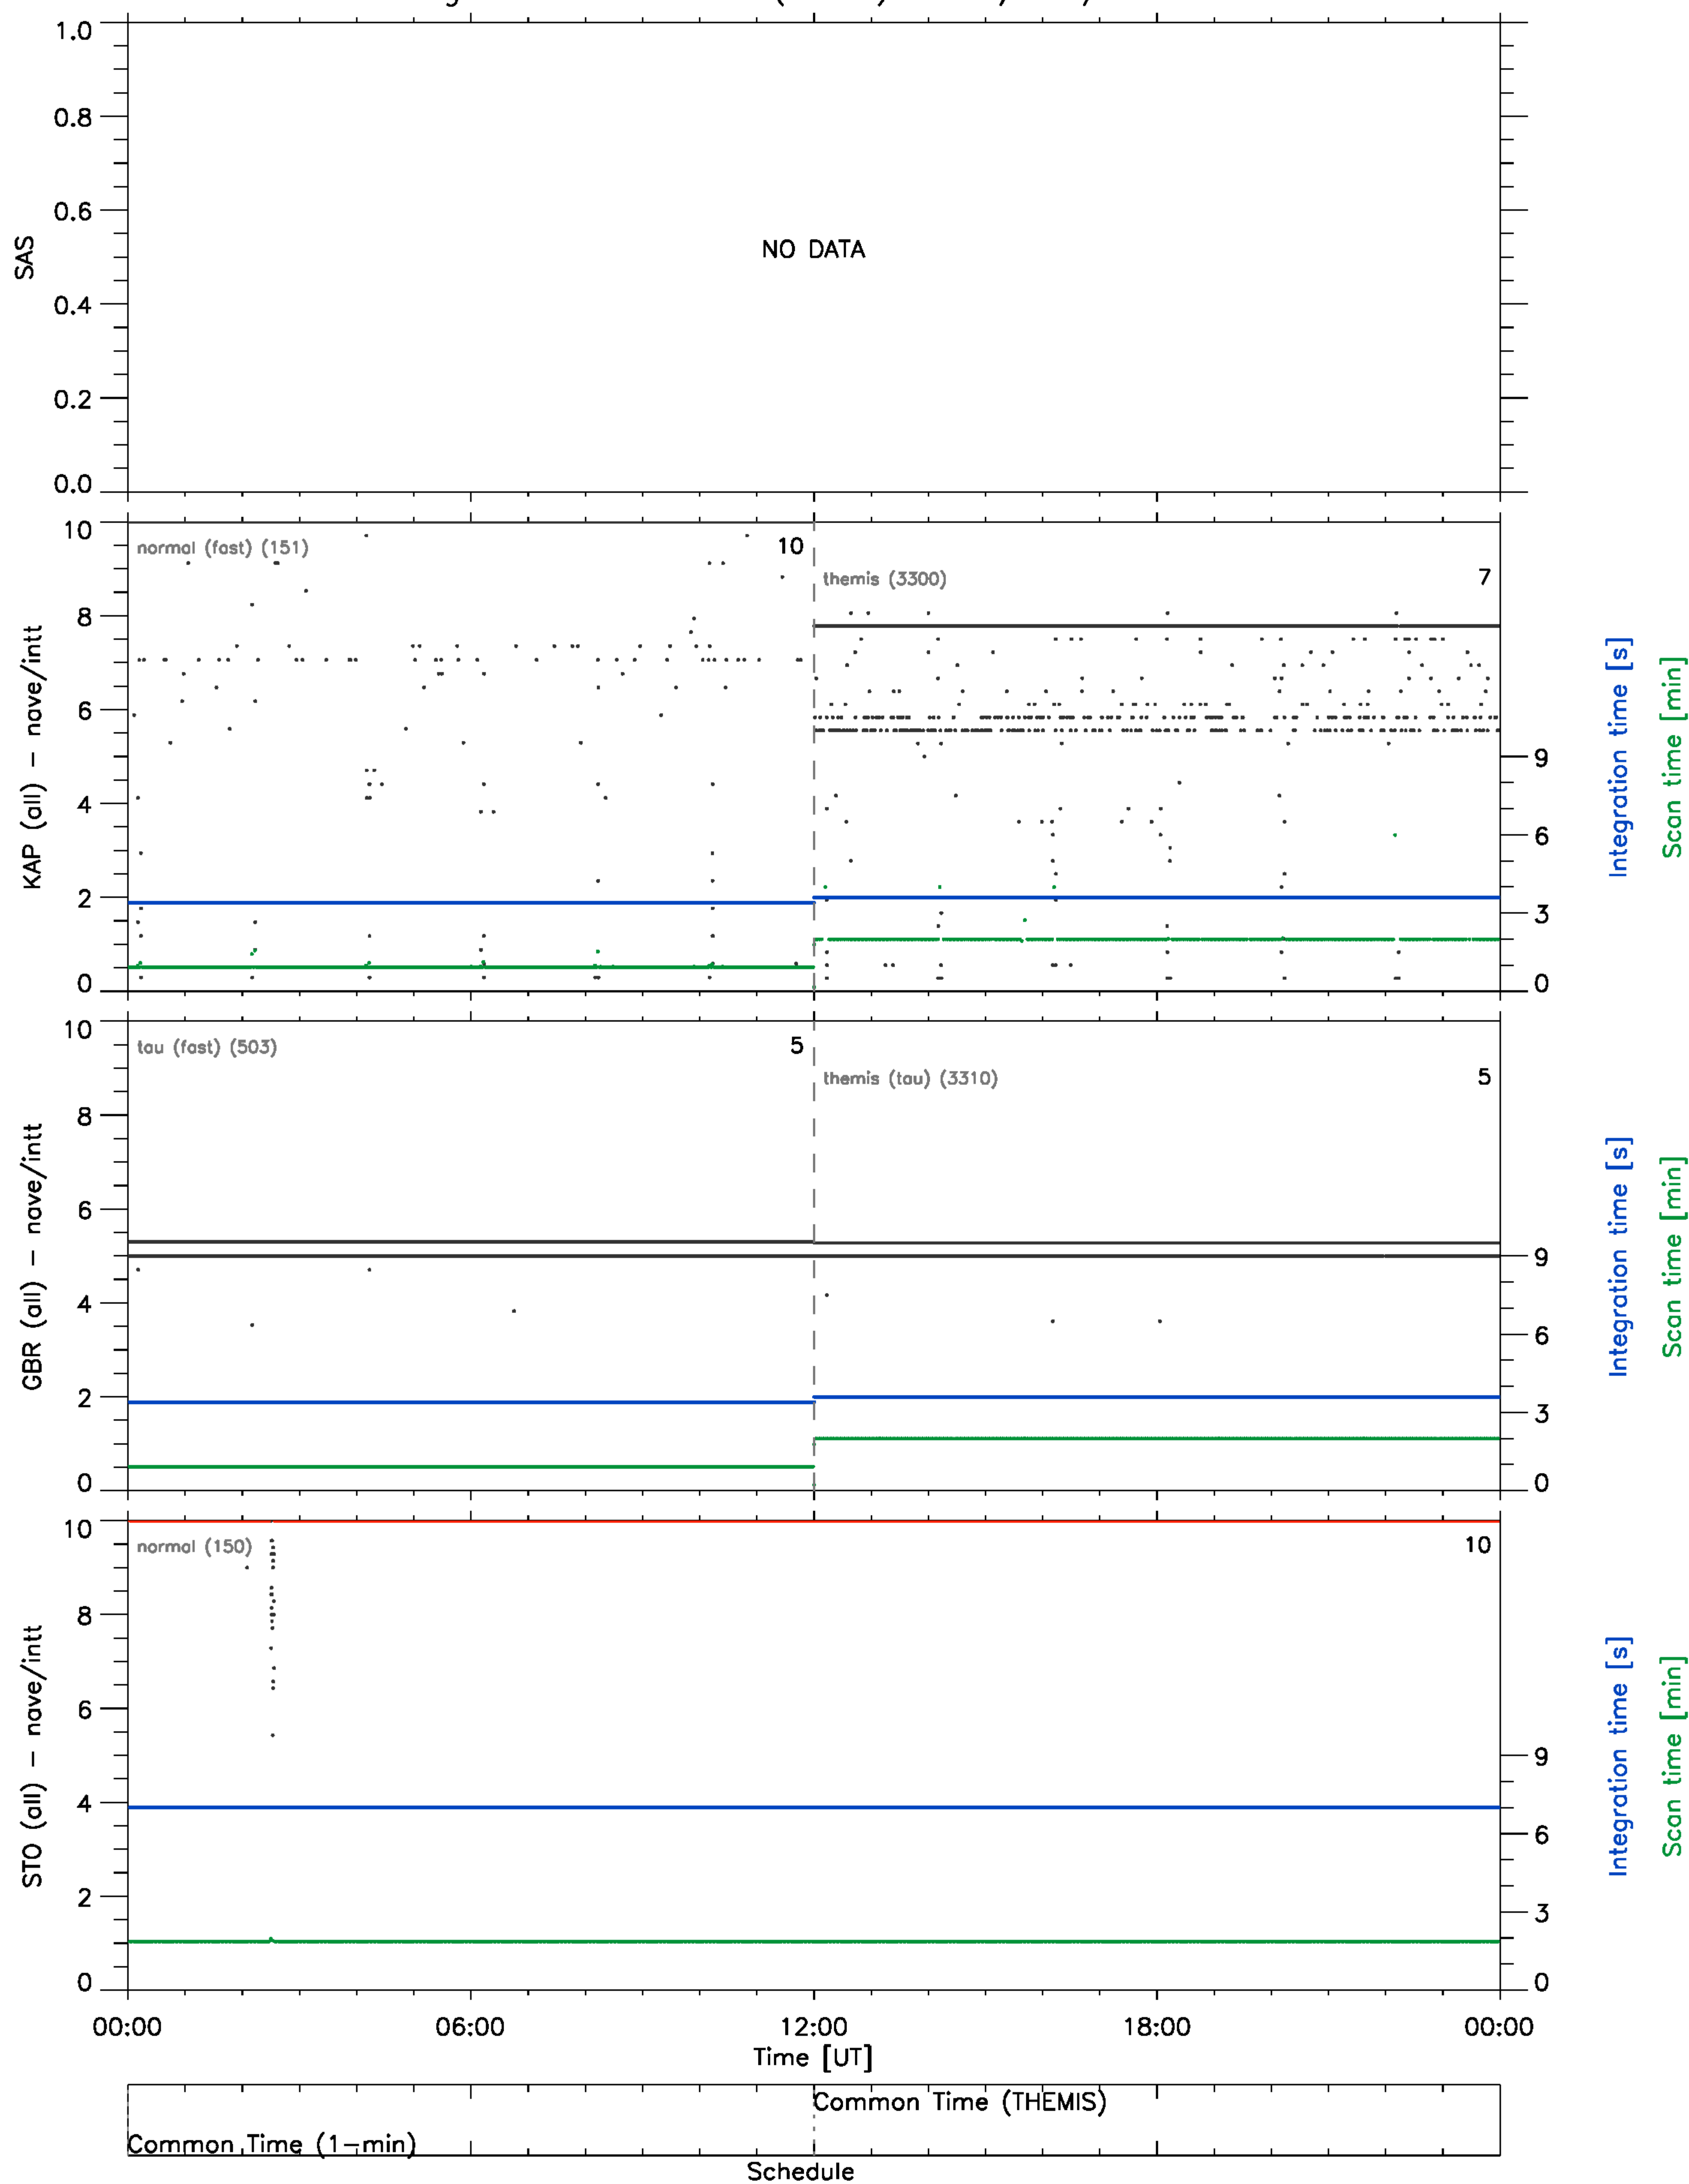 1.0
0.8
0.6
0.4
0.2
0.0
SAS
NO DATA
10
8
6
4
2
0
KAP (all) − nave/intt
normal (fast) (151)
10
themis (3300)
7
9
6
3
0
Integration time [s]
Scan time [min]
10
8
6
4
2
0
GBR (all) − nave/intt
tau (fast) (503)
5
themis (tau) (3310)
5
9
6
3
0
Integration time [s]
Scan time [min]
10
8
6
4
2
0
STO (all) − nave/intt
normal (150)
10
9
6
3
0
Integration time [s]
Scan time [min]
00:00 06:00 12:00 18:00 00:00
Time [UT]
Common Time (THEMIS)
Common Time (1−min)
Schedule